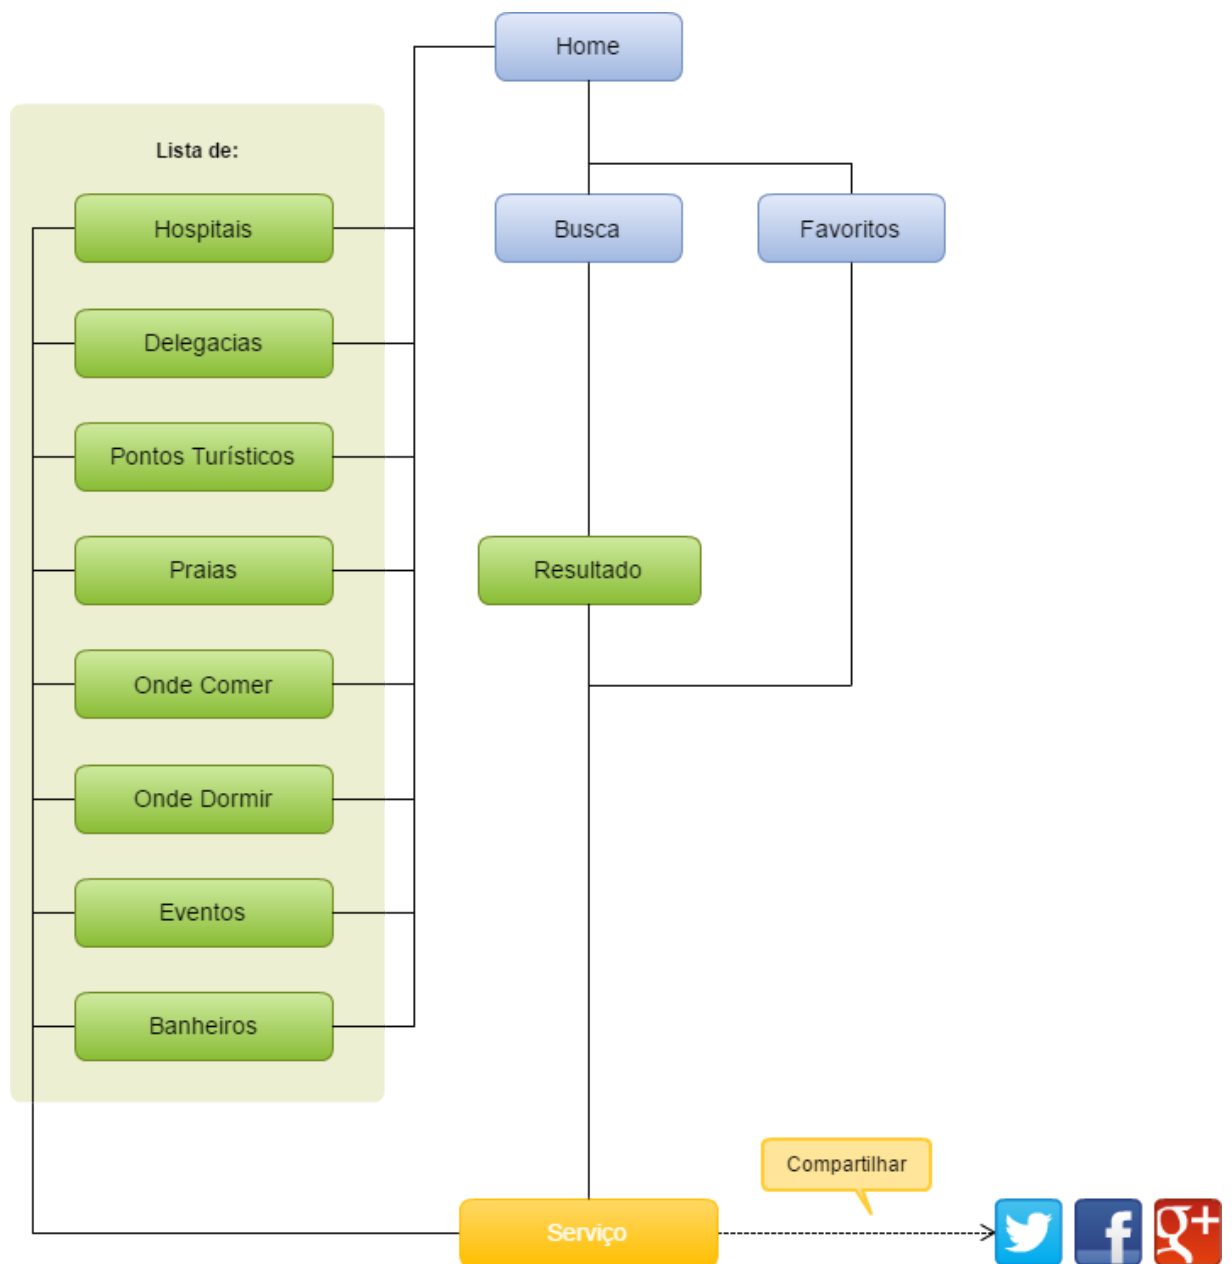 Home
Lista de:
Hospitais
Busca
Favoritos
Delegacias
Pontos Turísticos
Praias
Resultado
Onde Comer
Onde Dormir
Eventos
Banheiros
Compartilhar
Serviço
f
g+